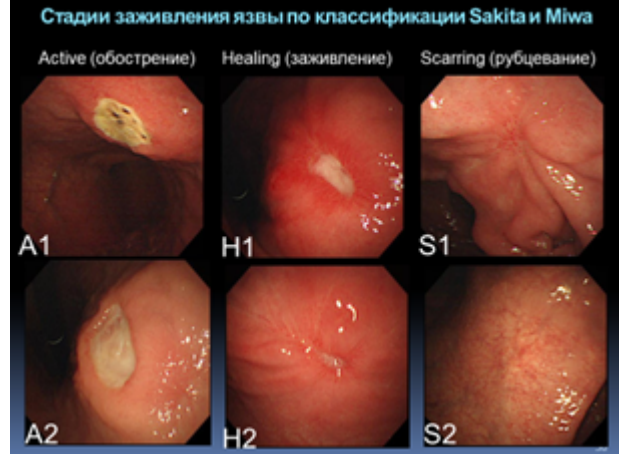 Стадии заживления язвы по классификации Sakita и Miwa
Active (обострение) Healing (заживление) Scarring (рубцевание)
A1 H1 S1
A2 H2 S2